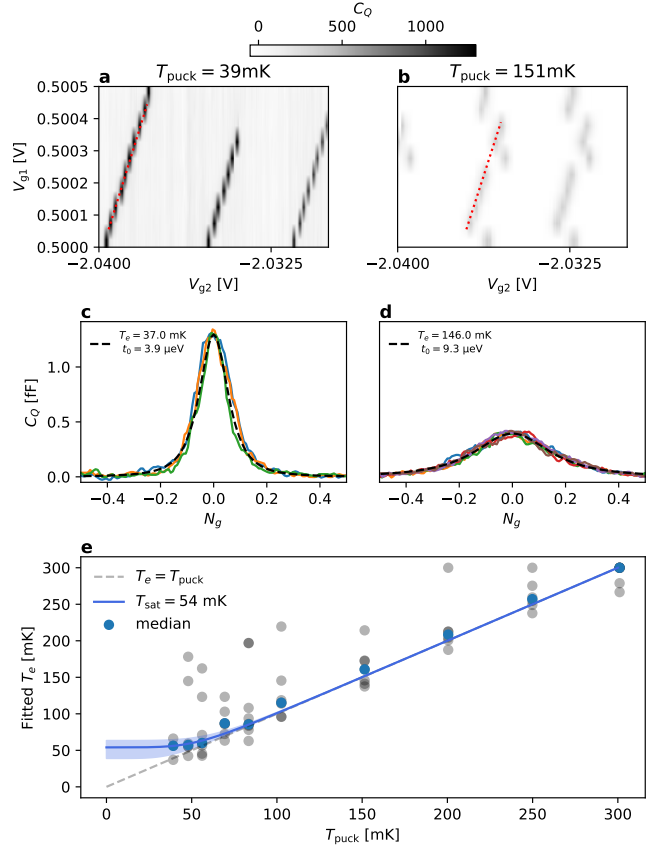 C_Q
0 500 1000
a T_puck = 39mK
b T_puck = 151mK
0.5005
0.5004
0.5003
0.5002
0.5001
0.5000
V_g1 [V]
−2.0400 −2.0325
V_g2 [V]
−2.0400 −2.0325
V_g2 [V]
c
T_e = 37.0 mK
t_0 = 3.9 μeV
1.0
0.5
0.0
C_Q [fF]
−0.4 −0.2 0.0 0.2 0.4
N_g
d
T_e = 146.0 mK
t_0 = 9.3 μeV
−0.4 −0.2 0.0 0.2 0.4
N_g
e
T_e = T_puck
T_sat = 54 mK
median
300
250
200
150
100
50
0
Fitted T_e [mK]
0 50 100 150 200 250 300
T_puck [mK]